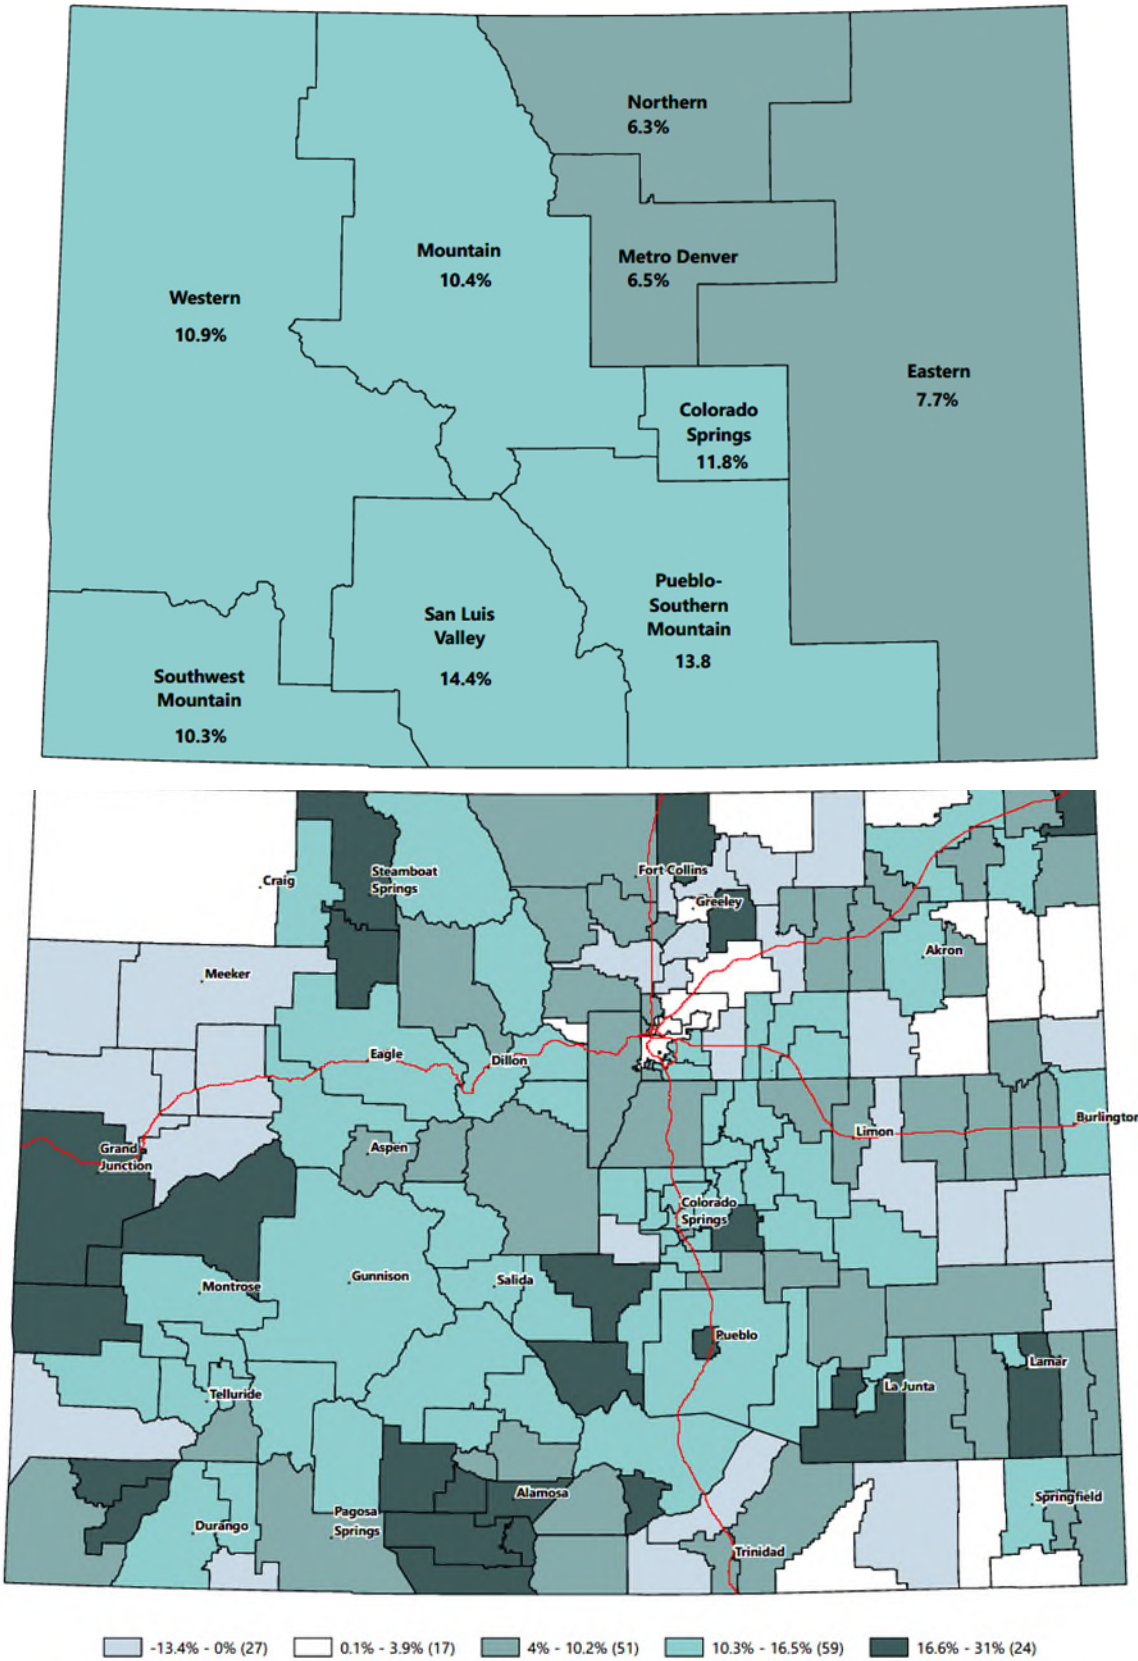 Northern
6.3%
Mountain
10.4%
Metro Denver
6.5%
Western
10.9%
Eastern
7.7%
Colorado
Springs
11.8%
Pueblo-
Southern
Mountain
13.8
San Luis
Valley
14.4%
Southwest
Mountain
10.3%
Craig
Steamboat
Springs
Fort Collins
Greeley
Akron
Meeker
Eagle
Dillon
Burlington
Limon
Grand
Junction
Aspen
Colorado
Springs
Montrose
Gunnison
Salida
Pueblo
Lamar
La Junta
Telluride
Alamosa
Springfield
Pagosa
Springs
Durango
Trinidad
-13.4% - 0% (27) 0.1% - 3.9% (17) 4% - 10.2% (51) 10.3% - 16.5% (59) 16.6% - 31% (24)